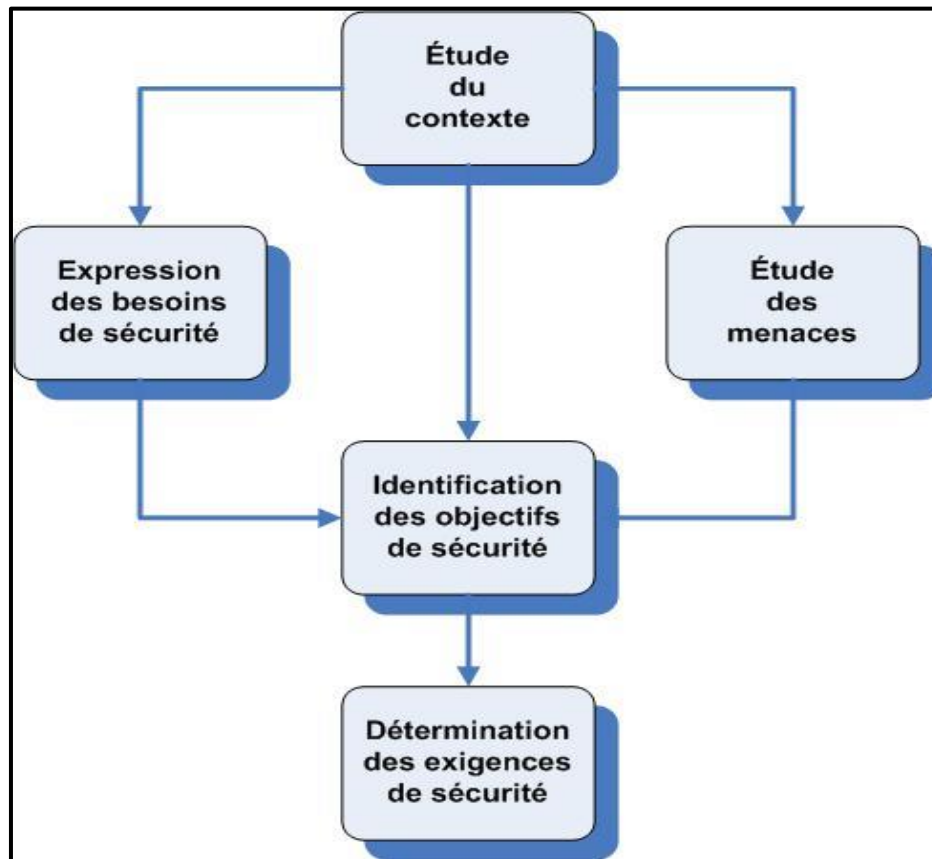 Étude
du
contexte
Expression
des besoins
de sécurité
Étude
des
menaces
Identification
des objectifs
de sécurité
Détermination
des exigences
de sécurité